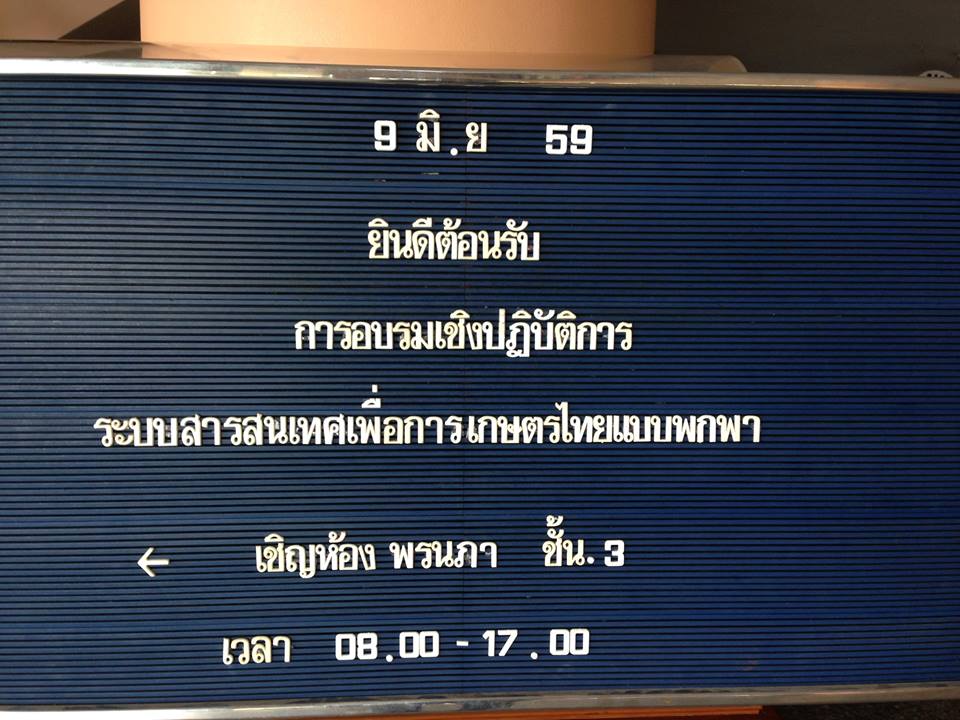 9 มิ.ย 59
ยินดีต้อนรับ
การอบรมเชิงปฏิบัติการ
ระบบสารสนเทศเพื่อการเกษตรไทยแบบพกพา
← เชิญห้อง พรนภา ชั้น.3
เวลา 08.00 - 17.00